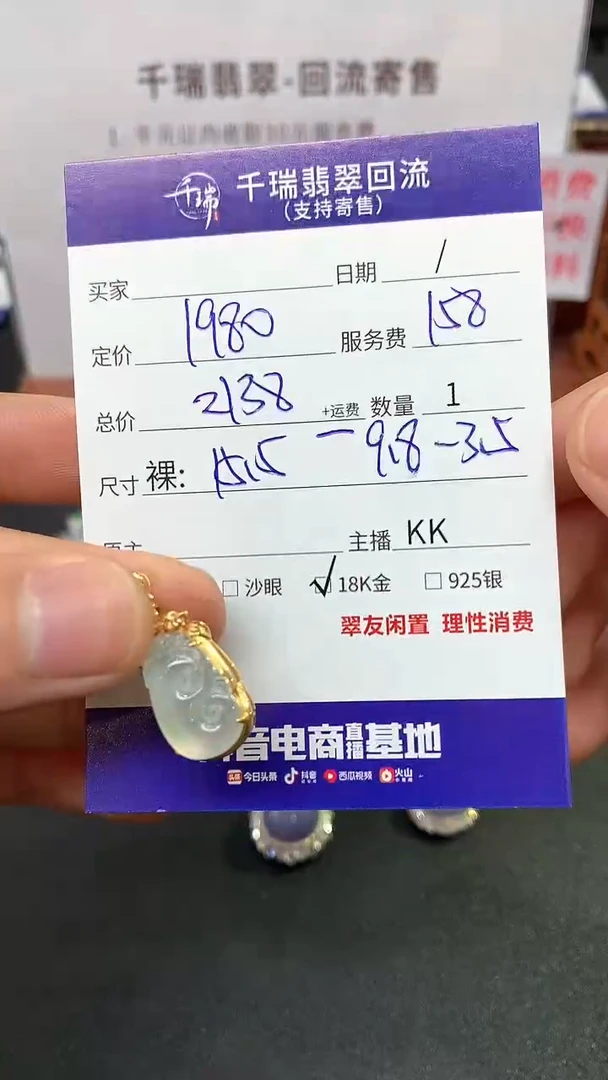 千瑞翡翠-回流寄售
千瑞 千瑞翡翠回流
(支持寄售)
买家 日期 /
定价 1980 服务费 158
总价 2138 +运费 数量 1
尺寸 裸: 15.5-9.8-3.5
主播 KK
沙眼 ✓ 18K金 925银
翠友闲置 理性消费
音电商直播基地
头条 今日头条 抖音 西瓜视频 火山